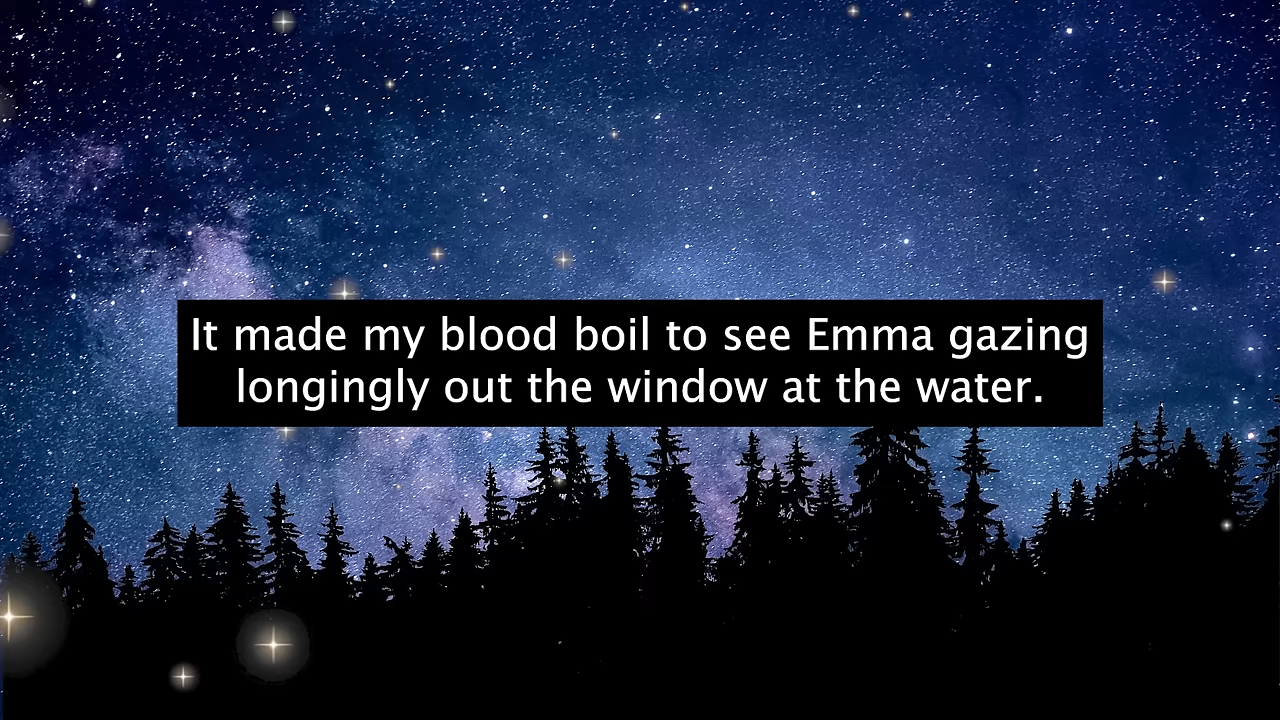 It made my blood boil to see Emma gazing
longingly out the window at the water.